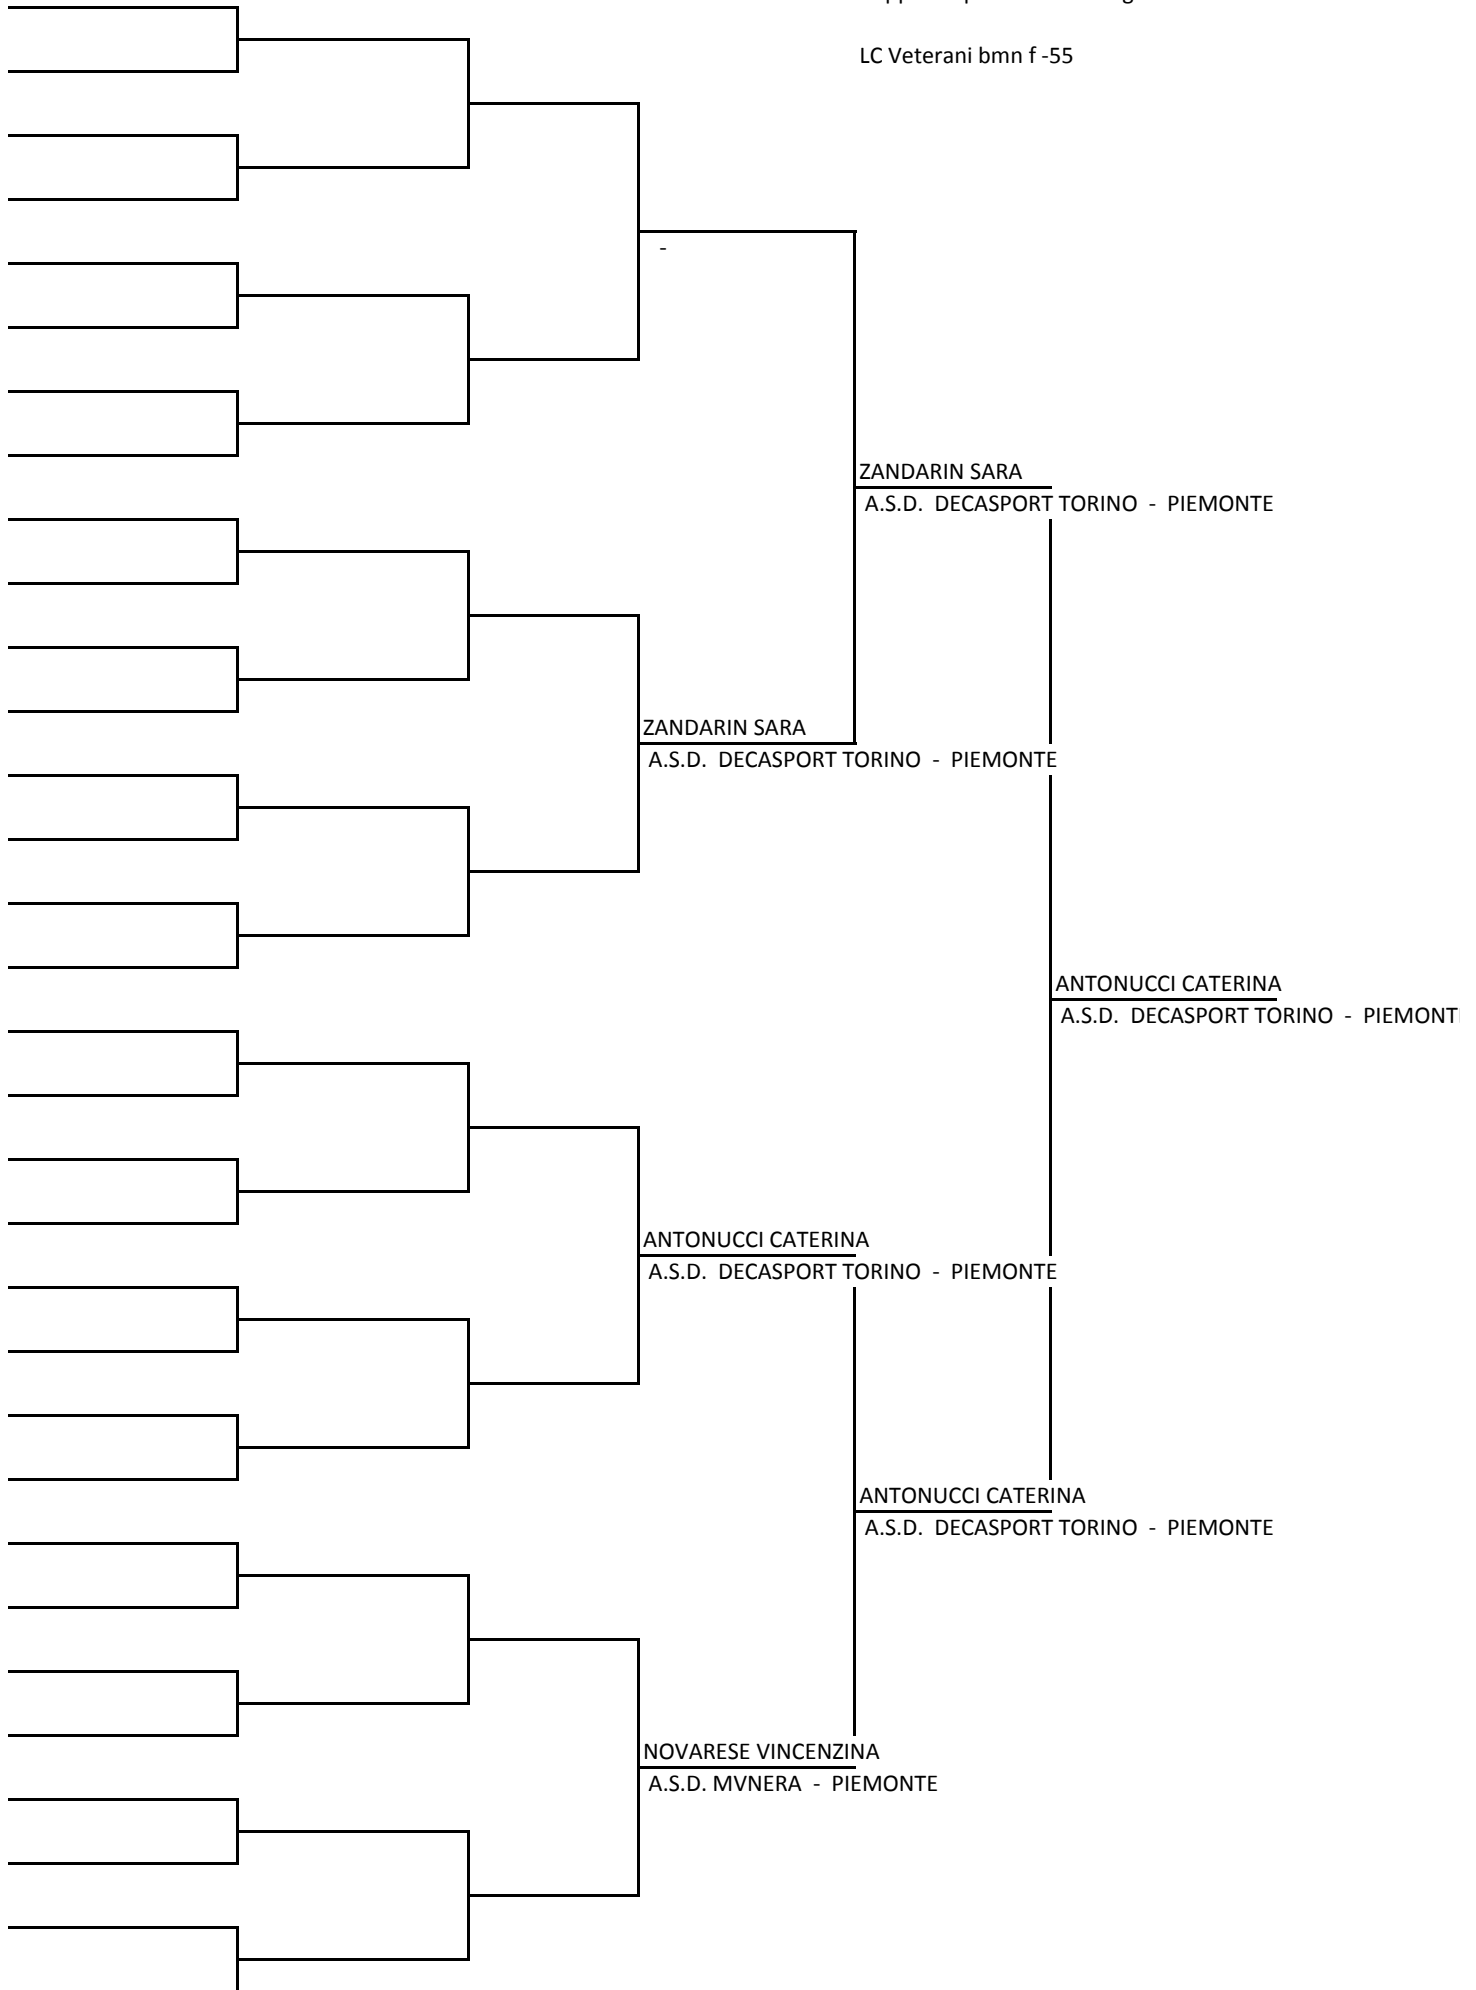 LC Veterani bmn f -55
-
ZANDARIN SARA
A.S.D. DECASPORT TORINO - PIEMONTE
ZANDARIN SARA
A.S.D. DECASPORT TORINO - PIEMONTE
ANTONUCCI CATERINA
A.S.D. DECASPORT TORINO - PIEMONT
ANTONUCCI CATERINA
A.S.D. DECASPORT TORINO - PIEMONTE
ANTONUCCI CATERINA
A.S.D. DECASPORT TORINO - PIEMONTE
NOVARESE VINCENZINA
A.S.D. MVNERA - PIEMONTE